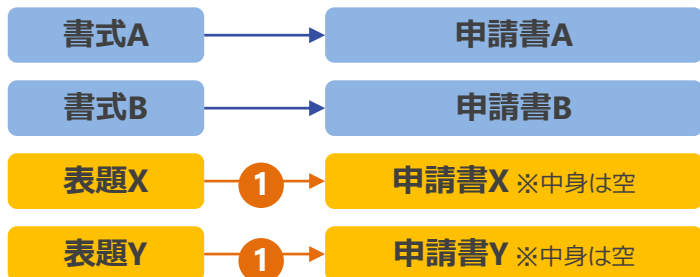 書式A 申請書A
書式B 申請書B
表題X 1 申請書X ※中身は空
表題Y 1 申請書Y ※中身は空